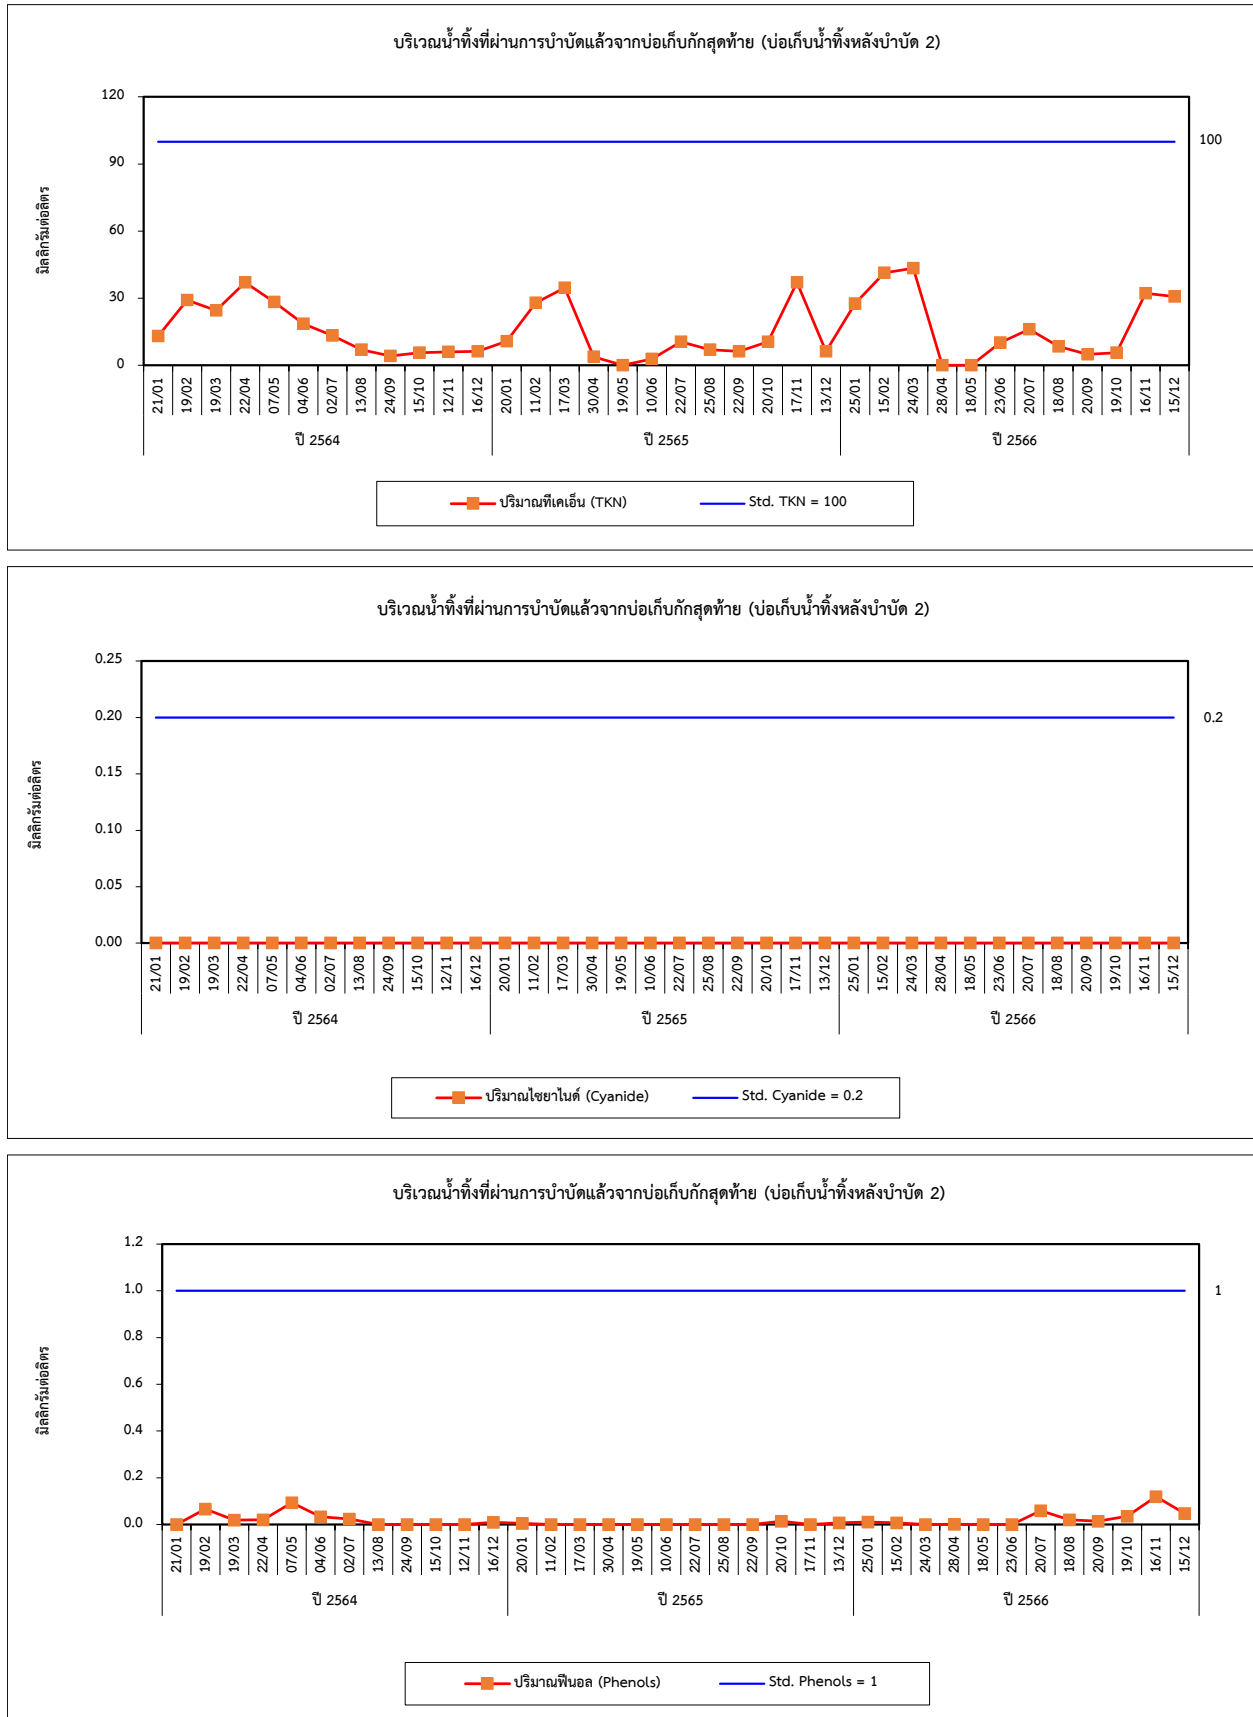 บริเวณน้ำทิ้งที่ผ่านการบำบัดแล้วจากบ่อเก็บกักสุดท้าย (บ่อเก็บน้ำทิ้งหลังบำบัด 2)
มิลลิกรัมต่อลิตร
120
90
60
30
0
100
21/01 19/02 19/03 22/04 07/05 04/06 02/07 13/08 24/09 15/10 12/11 16/12 20/01 11/02 17/03 30/04 19/05 10/06 22/07 25/08 22/09 20/10 17/11 13/12 25/01 15/02 24/03 28/04 18/05 23/06 20/07 18/08 20/09 19/10 16/11 15/12
ปี 2564 ปี 2565 ปี 2566
ปริมาณทีเคเอ็น (TKN) Std. TKN = 100
บริเวณน้ำทิ้งที่ผ่านการบำบัดแล้วจากบ่อเก็บกักสุดท้าย (บ่อเก็บน้ำทิ้งหลังบำบัด 2)
มิลลิกรัมต่อลิตร
0.25
0.20
0.15
0.10
0.05
0.00
0.2
21/01 19/02 19/03 22/04 07/05 04/06 02/07 13/08 24/09 15/10 12/11 16/12 20/01 11/02 17/03 30/04 19/05 10/06 22/07 25/08 22/09 20/10 17/11 13/12 25/01 15/02 24/03 28/04 18/05 23/06 20/07 18/08 20/09 19/10 16/11 15/12
ปี 2564 ปี 2565 ปี 2566
ปริมาณไซยาไนด์ (Cyanide) Std. Cyanide = 0.2
บริเวณน้ำทิ้งที่ผ่านการบำบัดแล้วจากบ่อเก็บกักสุดท้าย (บ่อเก็บน้ำทิ้งหลังบำบัด 2)
มิลลิกรัมต่อลิตร
1.2
1.0
0.8
0.6
0.4
0.2
0.0
1
21/01 19/02 19/03 22/04 07/05 04/06 02/07 13/08 24/09 15/10 12/11 16/12 20/01 11/02 17/03 30/04 19/05 10/06 22/07 25/08 22/09 20/10 17/11 13/12 25/01 15/02 24/03 28/04 18/05 23/06 20/07 18/08 20/09 19/10 16/11 15/12
ปี 2564 ปี 2565 ปี 2566
ปริมาณฟีนอล (Phenols) Std. Phenols = 1